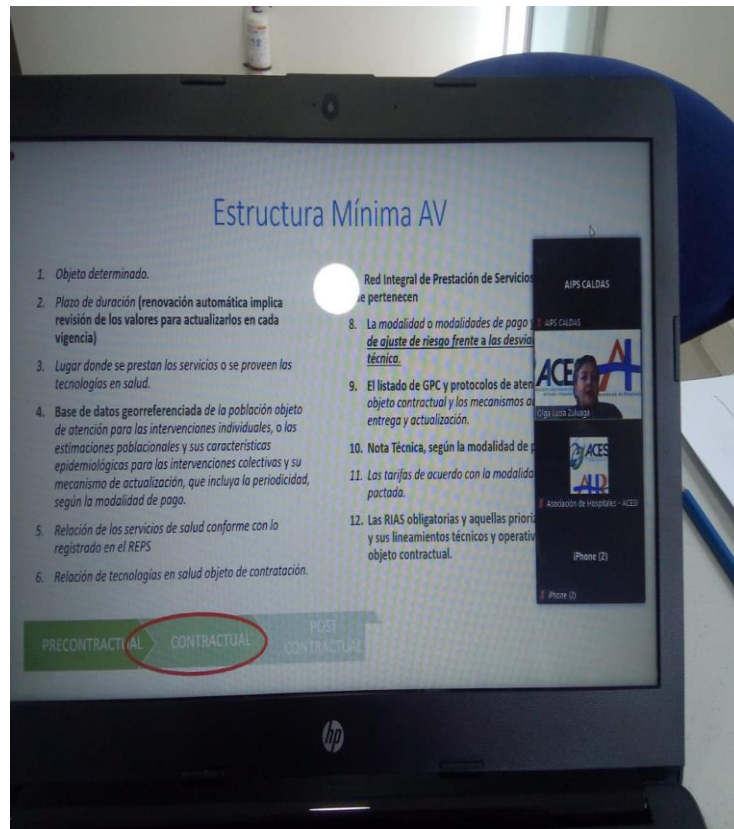 Estructura Mínima AV
1. Objeto determinado.
2. Plazo de duración (renovación automática implica
revisión de los valores para actualizarlos en cada
vigencia)
3. Lugar donde se prestan los servicios o se proveen las
tecnologías en salud.
4. Base de datos georreferenciada de la población objeto
de atención para las intervenciones individuales, o las
estimaciones poblacionales y sus características
epidemiológicas para las intervenciones colectivas y su
mecanismo de actualización, que incluya la periodicidad,
según la modalidad de pago.
5. Relación de los servicios de salud conforme con lo
registrado en el REPS
6. Relación de tecnologías en salud objeto de contratación.
Red Integral de Prestación de Servicios
pertenecen
8. La modalidad o modalidades de pago
de ajuste de riesgo frente a las
técnica.
9. El listado de GPC y protocolos de
objeto contractual y los mecanismos
entrega y actualización.
10. Nota Técnica, según la modalidad de
11. Las tarifas de acuerdo con la
pactada.
12. Las RIAS obligatorias y aquellas
y sus lineamientos técnicos y
objeto contractual.
PRECONTRACTUAL
CONTRACTUAL
POST
CONTRACTUAL
AIPS CALDAS
AIPS CALDAS
ACES
Olga Lucia Zuluaga
ACES
Asociación de Hospitales - ACES
iPhone (2)
iPhone (2)
hp